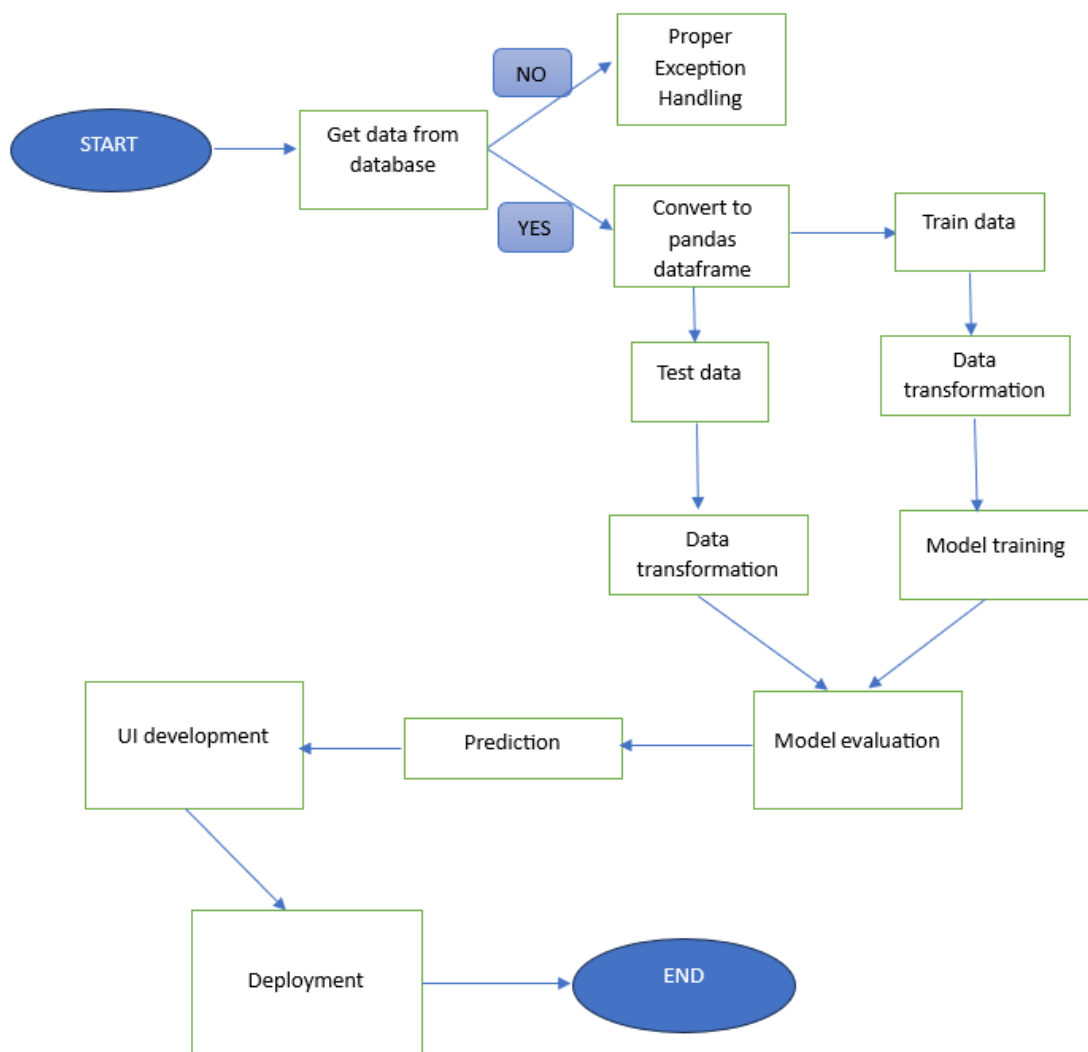 START
Get data from
database
NO
Proper
Exception
Handling
YES
Convert to
pandas
dataframe
Train data
Test data
Data
transformation
Data
transformation
Model training
UI development
Prediction
Model evaluation
Deployment
END